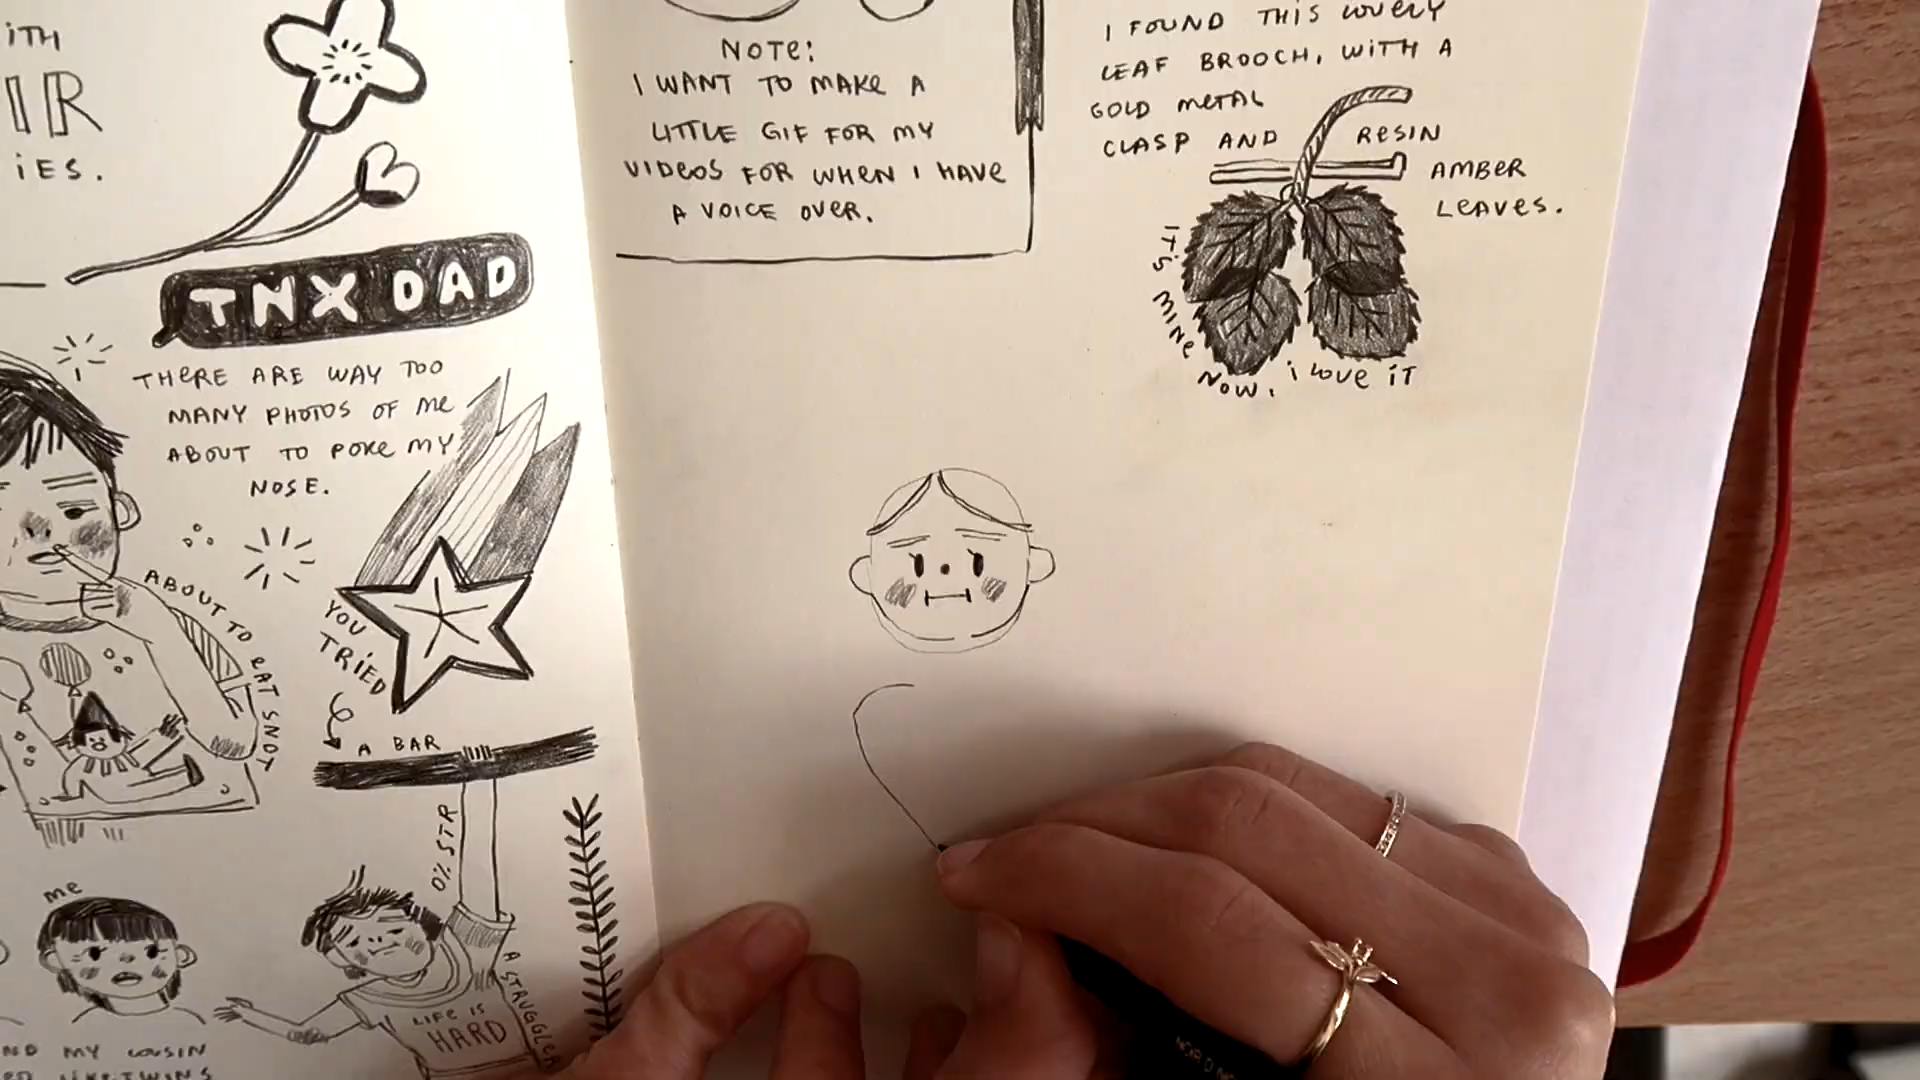 iTH
IR
iES.
TNX DAD
THERE ARE WAY TOO
MANY PHOTOS OF Me
ABOUT TO POKE MY
NOSE.
ABOUT TO EAT SNOT
YOU
TRiED
A BAR
0% STR
A STRUGGLER
Me
LIFE iS
HARD
ND MY COUSIN
LIKE TWINS
NOTe:
I WANT TO MAKe A
LITTLE GIF FOR MY
VIDeOS FOR WHEN I HAVe
A VOICE OVeR.
I FOUND THiS LOVELY
LEAF BROOCH, WITH A
GOLD MeTAL
CLASP AND ReSIN
AMBER
LEAVeS.
IT'S MINe NOW, i LOVe iT